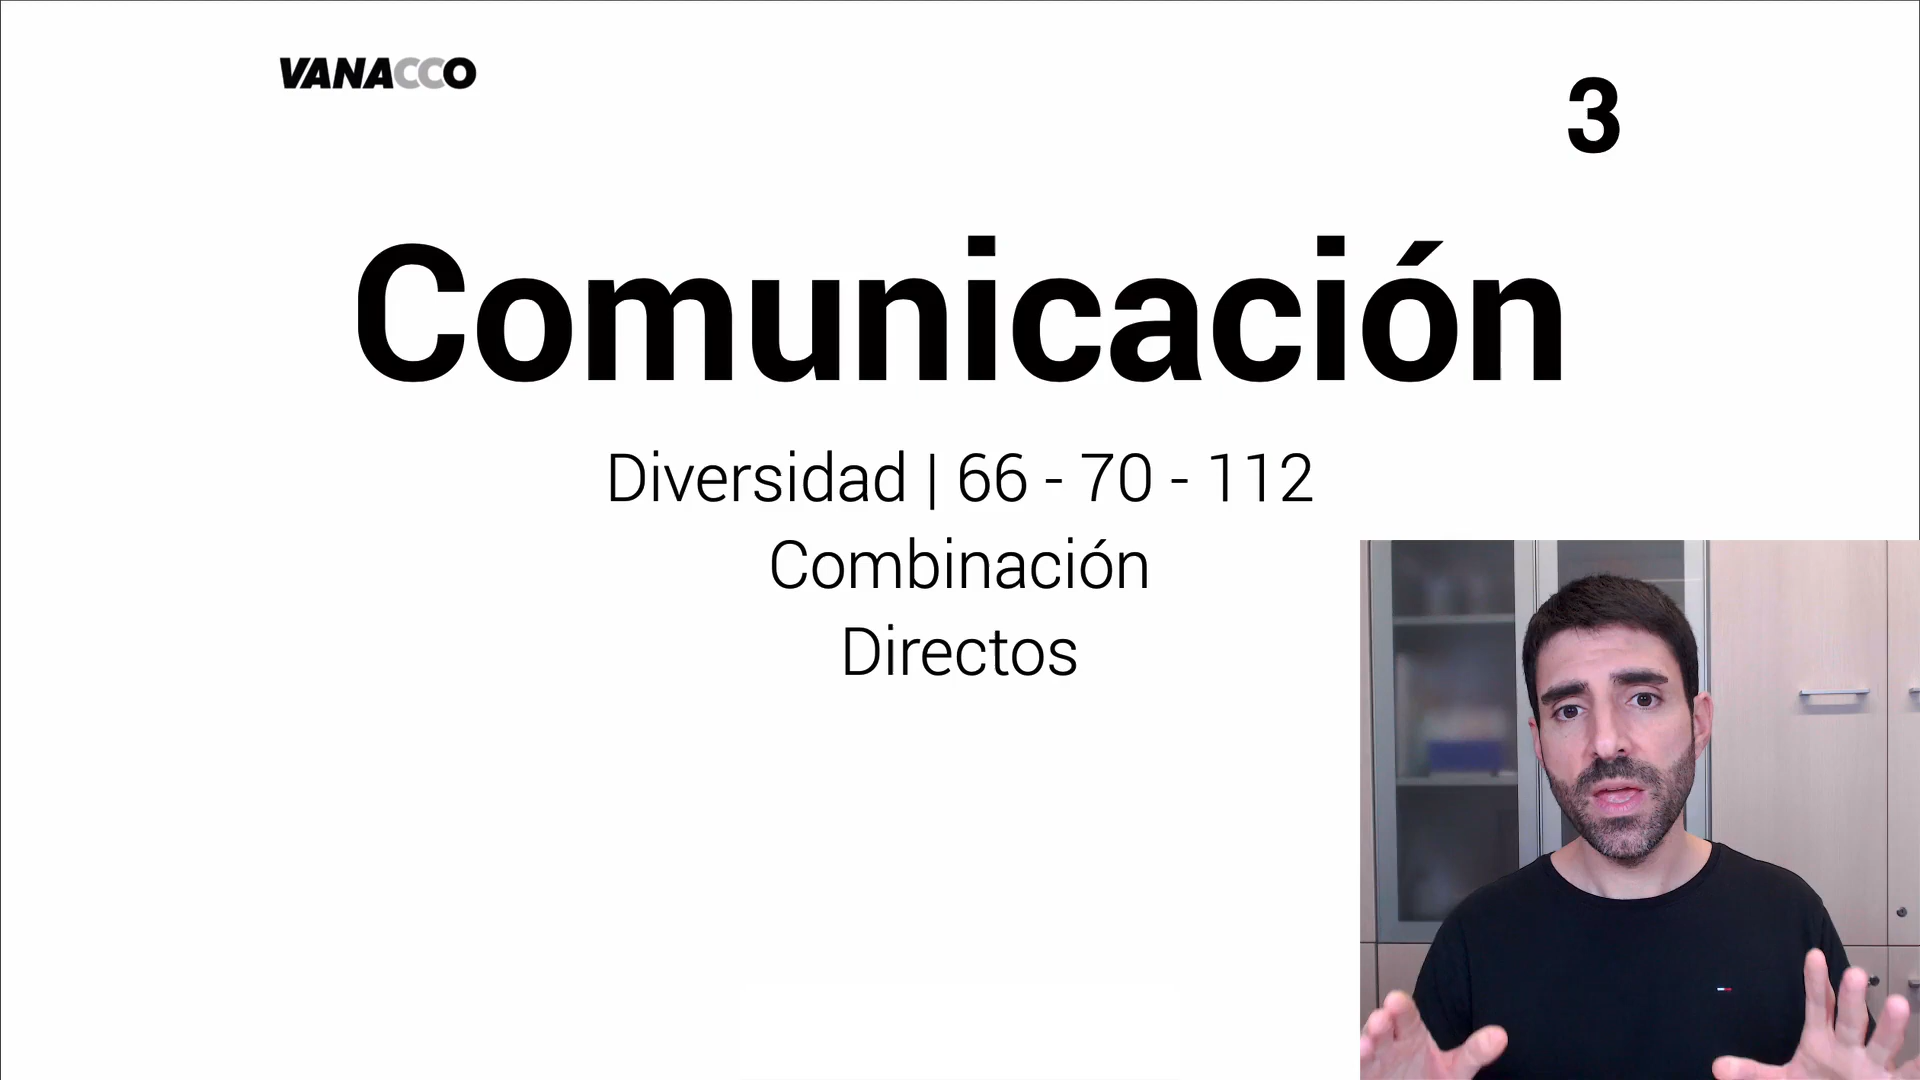 VANACCO
3
Comunicación
Diversidad | 66 - 70 - 112
Combinación
Directos